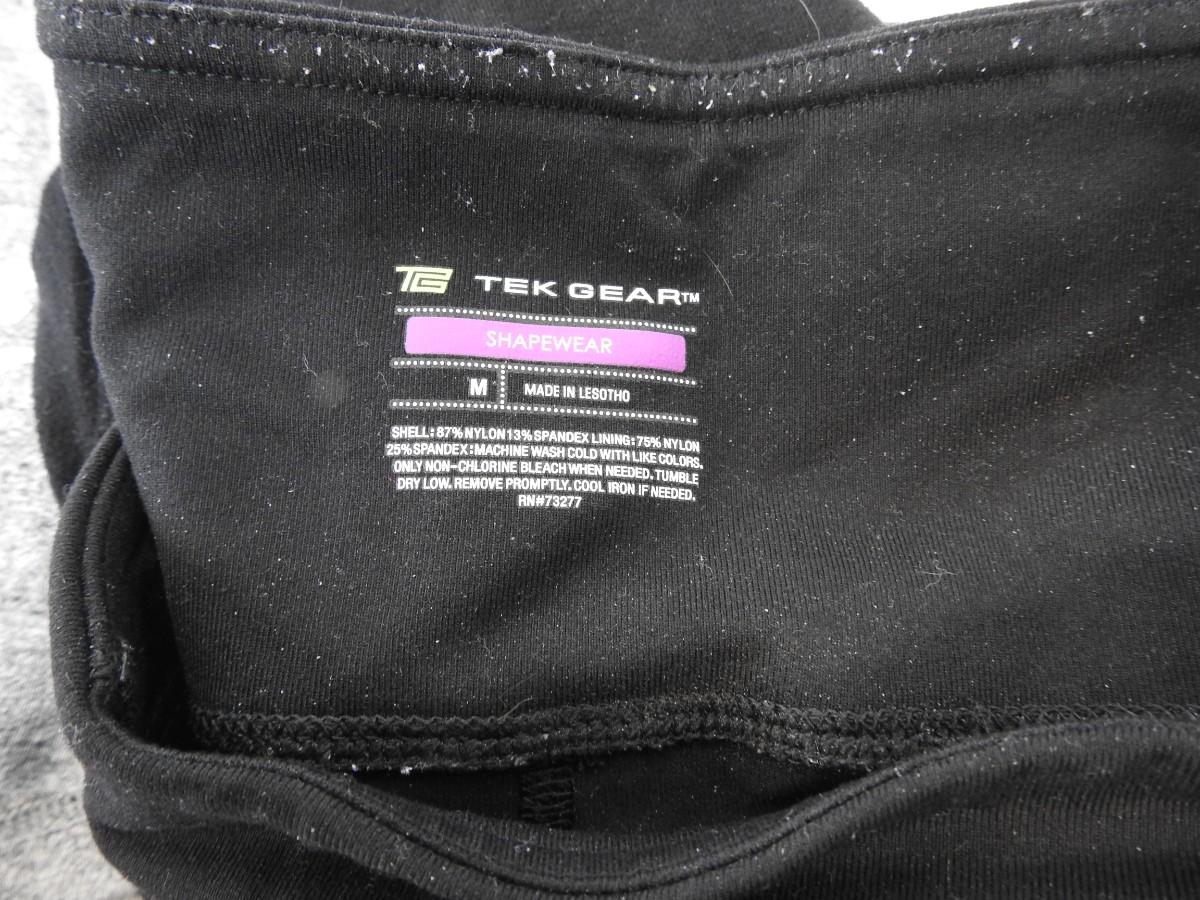 TG TEK GEAR™
SHAPEWEAR
M MADE IN LESOTHO
SHELL: 87% NYLON 13% SPANDEX LINING: 75% NYLON
25% SPANDEX: MACHINE WASH COLD WITH LIKE COLORS.
ONLY NON-CHLORINE BLEACH WHEN NEEDED. TUMBLE
DRY LOW. REMOVE PROMPTLY. COOL IRON IF NEEDED.
RN#73277